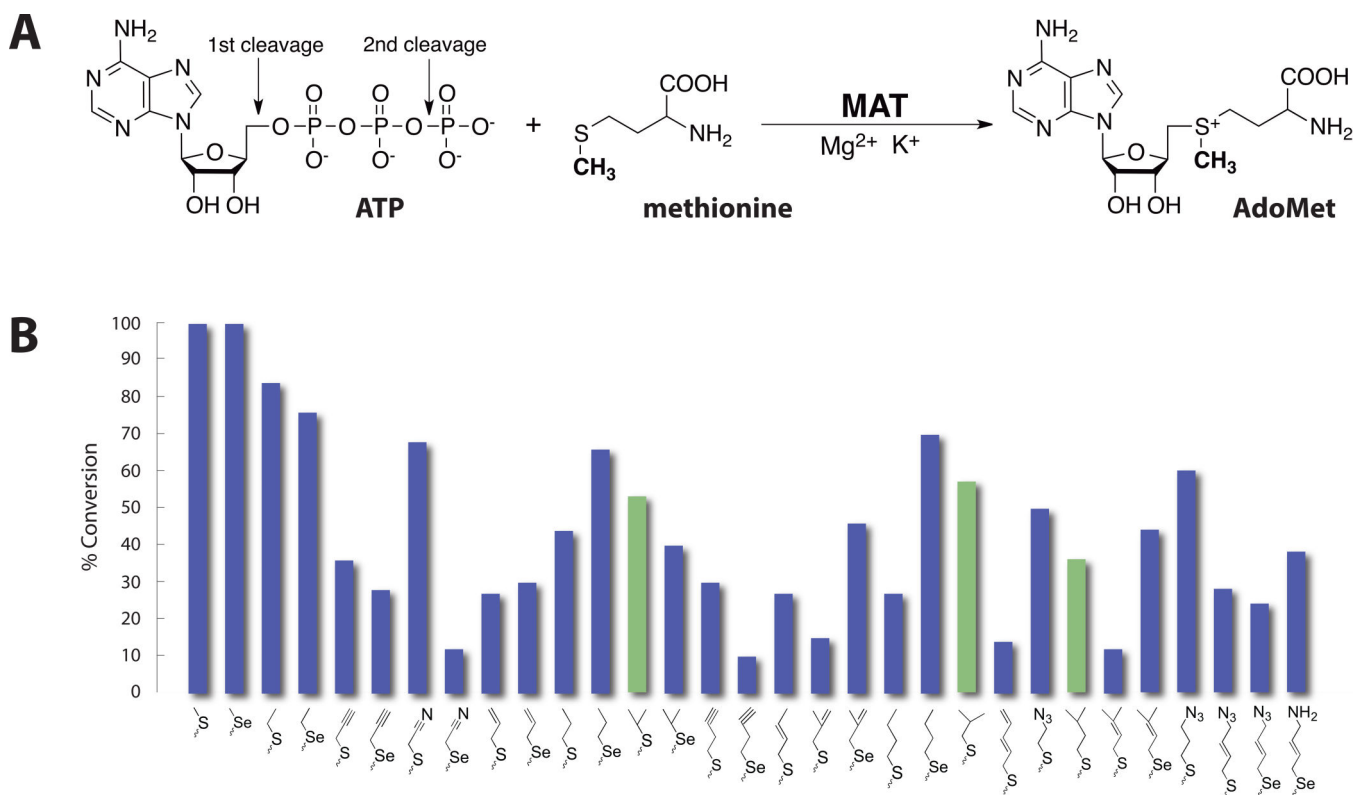 A
NH2
N
N
N
N
1st cleavage
2nd cleavage
O
O
O
O
P
O
P
O
P
O-
O-
O-
O-
O
OH OH
ATP
+
COOH
NH2
S
CH3
methionine
MAT
Mg2+ K+
NH2
N
N
N
N
COOH
NH2
S+
CH3
O
OH OH
AdoMet
B
% Conversion
100
90
80
70
60
50
40
30
20
10
0
S
Se
S
Se
S
Se
N
S
N
Se
S
Se
S
Se
S
Se
S
Se
S
S
Se
S
Se
S
S
N3
S
S
S
Se
N3
S
N3
S
N3
Se
NH2
Se